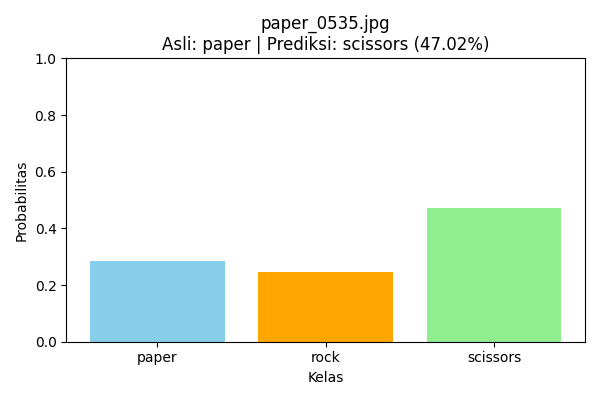 paper_0535.jpg
Asli: paper | Prediksi: scissors (47.02%)
1.0
0.8
0.6
0.4
0.2
0.0
Probabilitas
paper rock scissors
Kelas